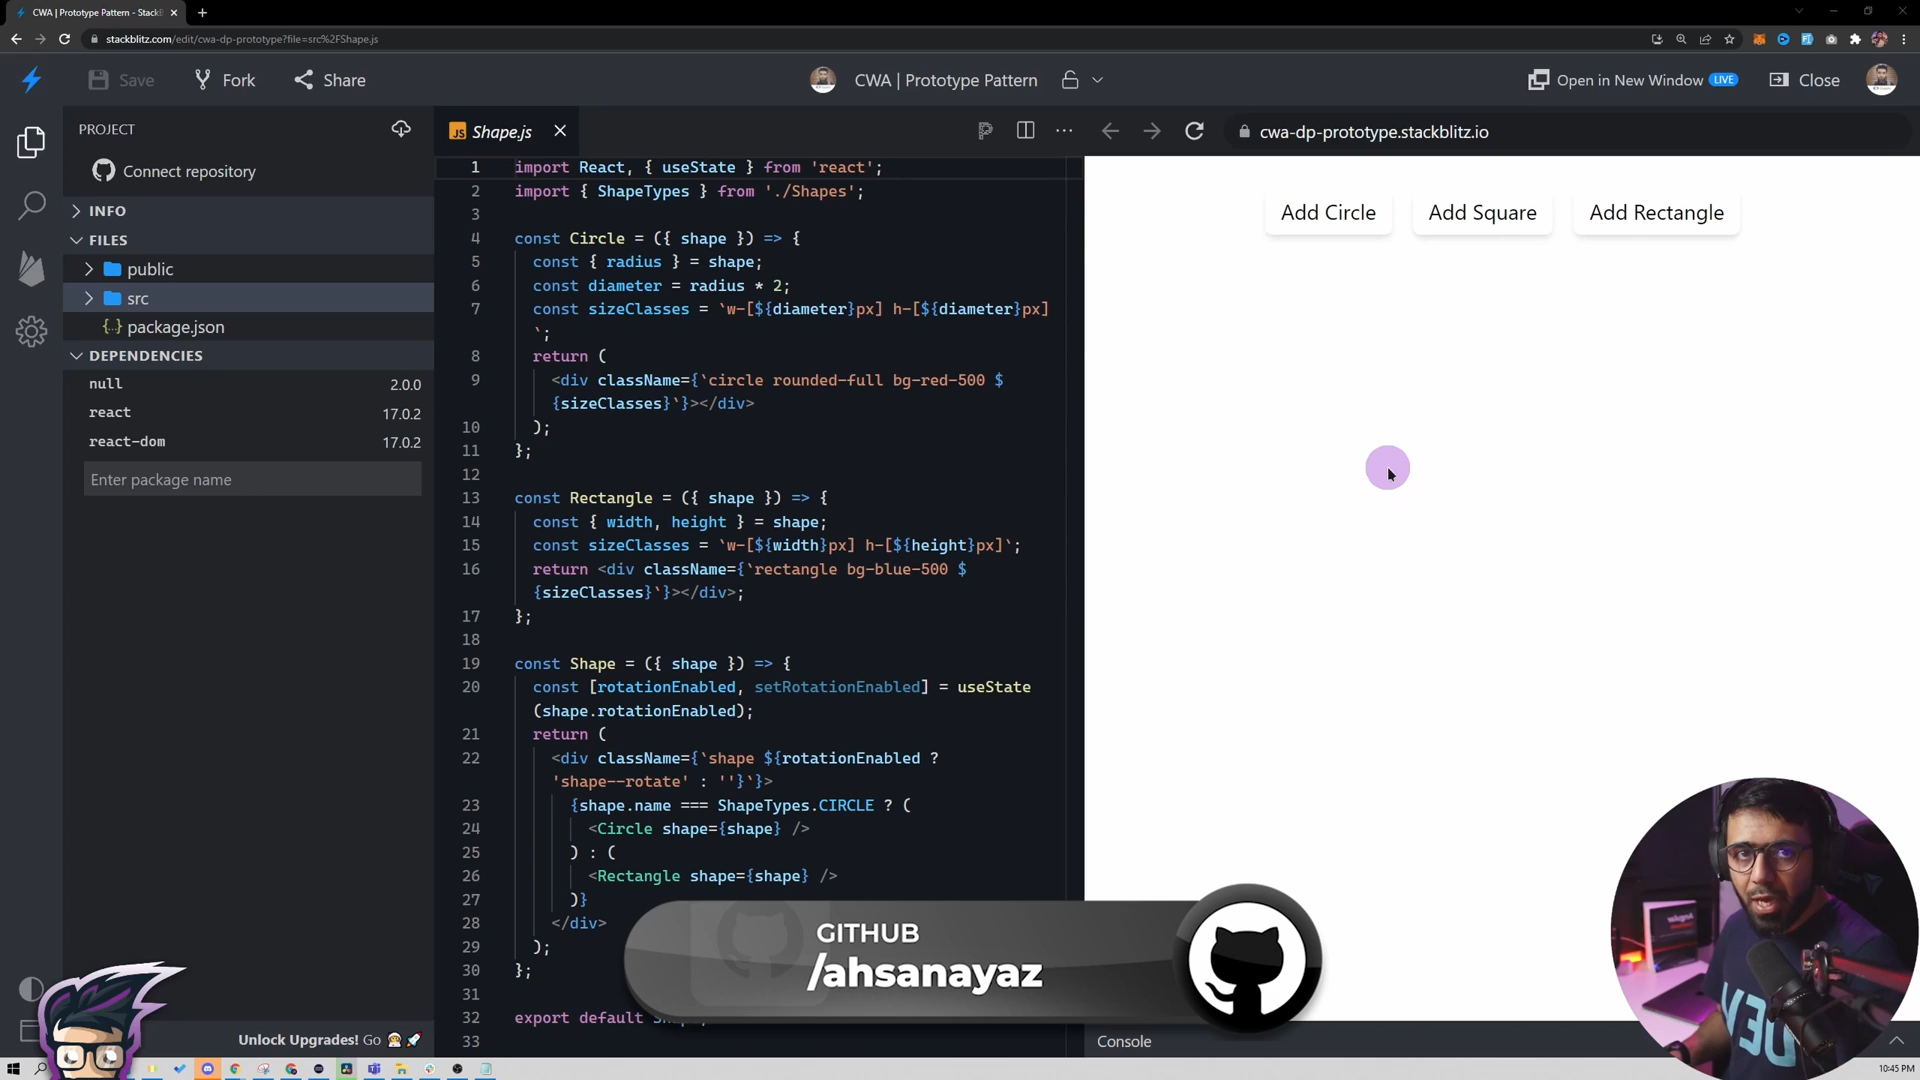 CWA | Prototype Pattern - StackB
stackblitz.com/edit/cwa-dp-prototype?file=src%2FShape.js
Save
Fork
Share
CWA | Prototype Pattern
Open in New Window
LIVE
Close
PROJECT
Connect repository
INFO
FILES
public
src
package.json
DEPENDENCIES
null 2.0.0
react 17.0.2
react-dom 17.0.2
Enter package name
Unlock Upgrades! Go
JS Shape.js
1 import React, { useState } from 'react';
2 import { ShapeTypes } from './Shapes';
3
4 const Circle = ({ shape }) => {
5 const { radius } = shape;
6 const diameter = radius * 2;
7 const sizeClasses = `w-[${diameter}px] h-[${diameter}px]
`;
8 return (
9 <div className={`circle rounded-full bg-red-500 $
{sizeClasses}`}></div>
10 );
11 };
12
13 const Rectangle = ({ shape }) => {
14 const { width, height } = shape;
15 const sizeClasses = `w-[${width}px] h-[${height}px]`;
16 return <div className={`rectangle bg-blue-500 $
{sizeClasses}`}></div>;
17 };
18
19 const Shape = ({ shape }) => {
20 const [rotationEnabled, setRotationEnabled] = useState
(shape.rotationEnabled);
21 return (
22 <div className={`shape ${rotationEnabled ?
'shape--rotate' : ''}`}>
23 {shape.name === ShapeTypes.CIRCLE ? (
24 <Circle shape={shape} />
25 ) : (
26 <Rectangle shape={shape} />
27 )}
28 </div>
29 );
30 };
31
32 export default
33
cwa-dp-prototype.stackblitz.io
Add Circle
Add Square
Add Rectangle
Console
GITHUB
/ahsanayaz
10:45 PM